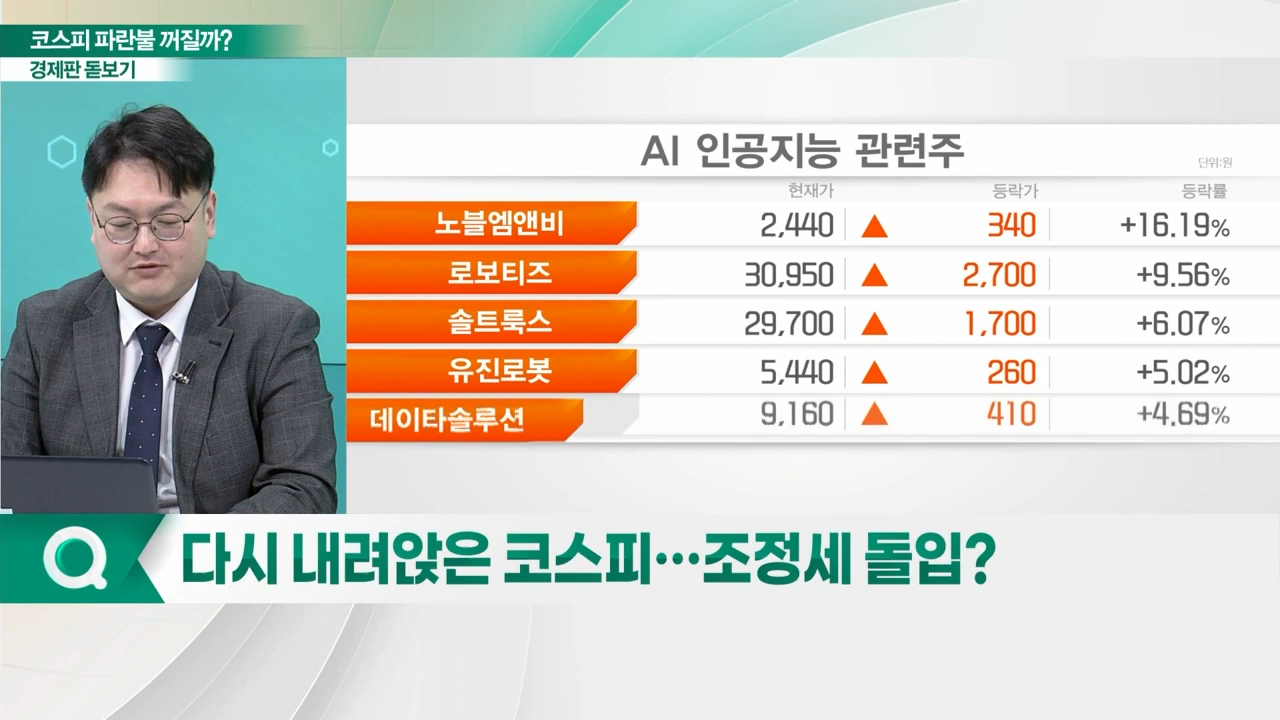 코스피 파란불 꺼질까?
경제판 돋보기
AI 인공지능 관련주
단위:원
현재가 등락가 등락률
노블엠앤비 2,440 ▲ 340 +16.19%
로보티즈 30,950 ▲ 2,700 +9.56%
솔트룩스 29,700 ▲ 1,700 +6.07%
유진로봇 5,440 ▲ 260 +5.02%
데이타솔루션 9,160 ▲ 410 +4.69%
다시 내려앉은 코스피…조정세 돌입?